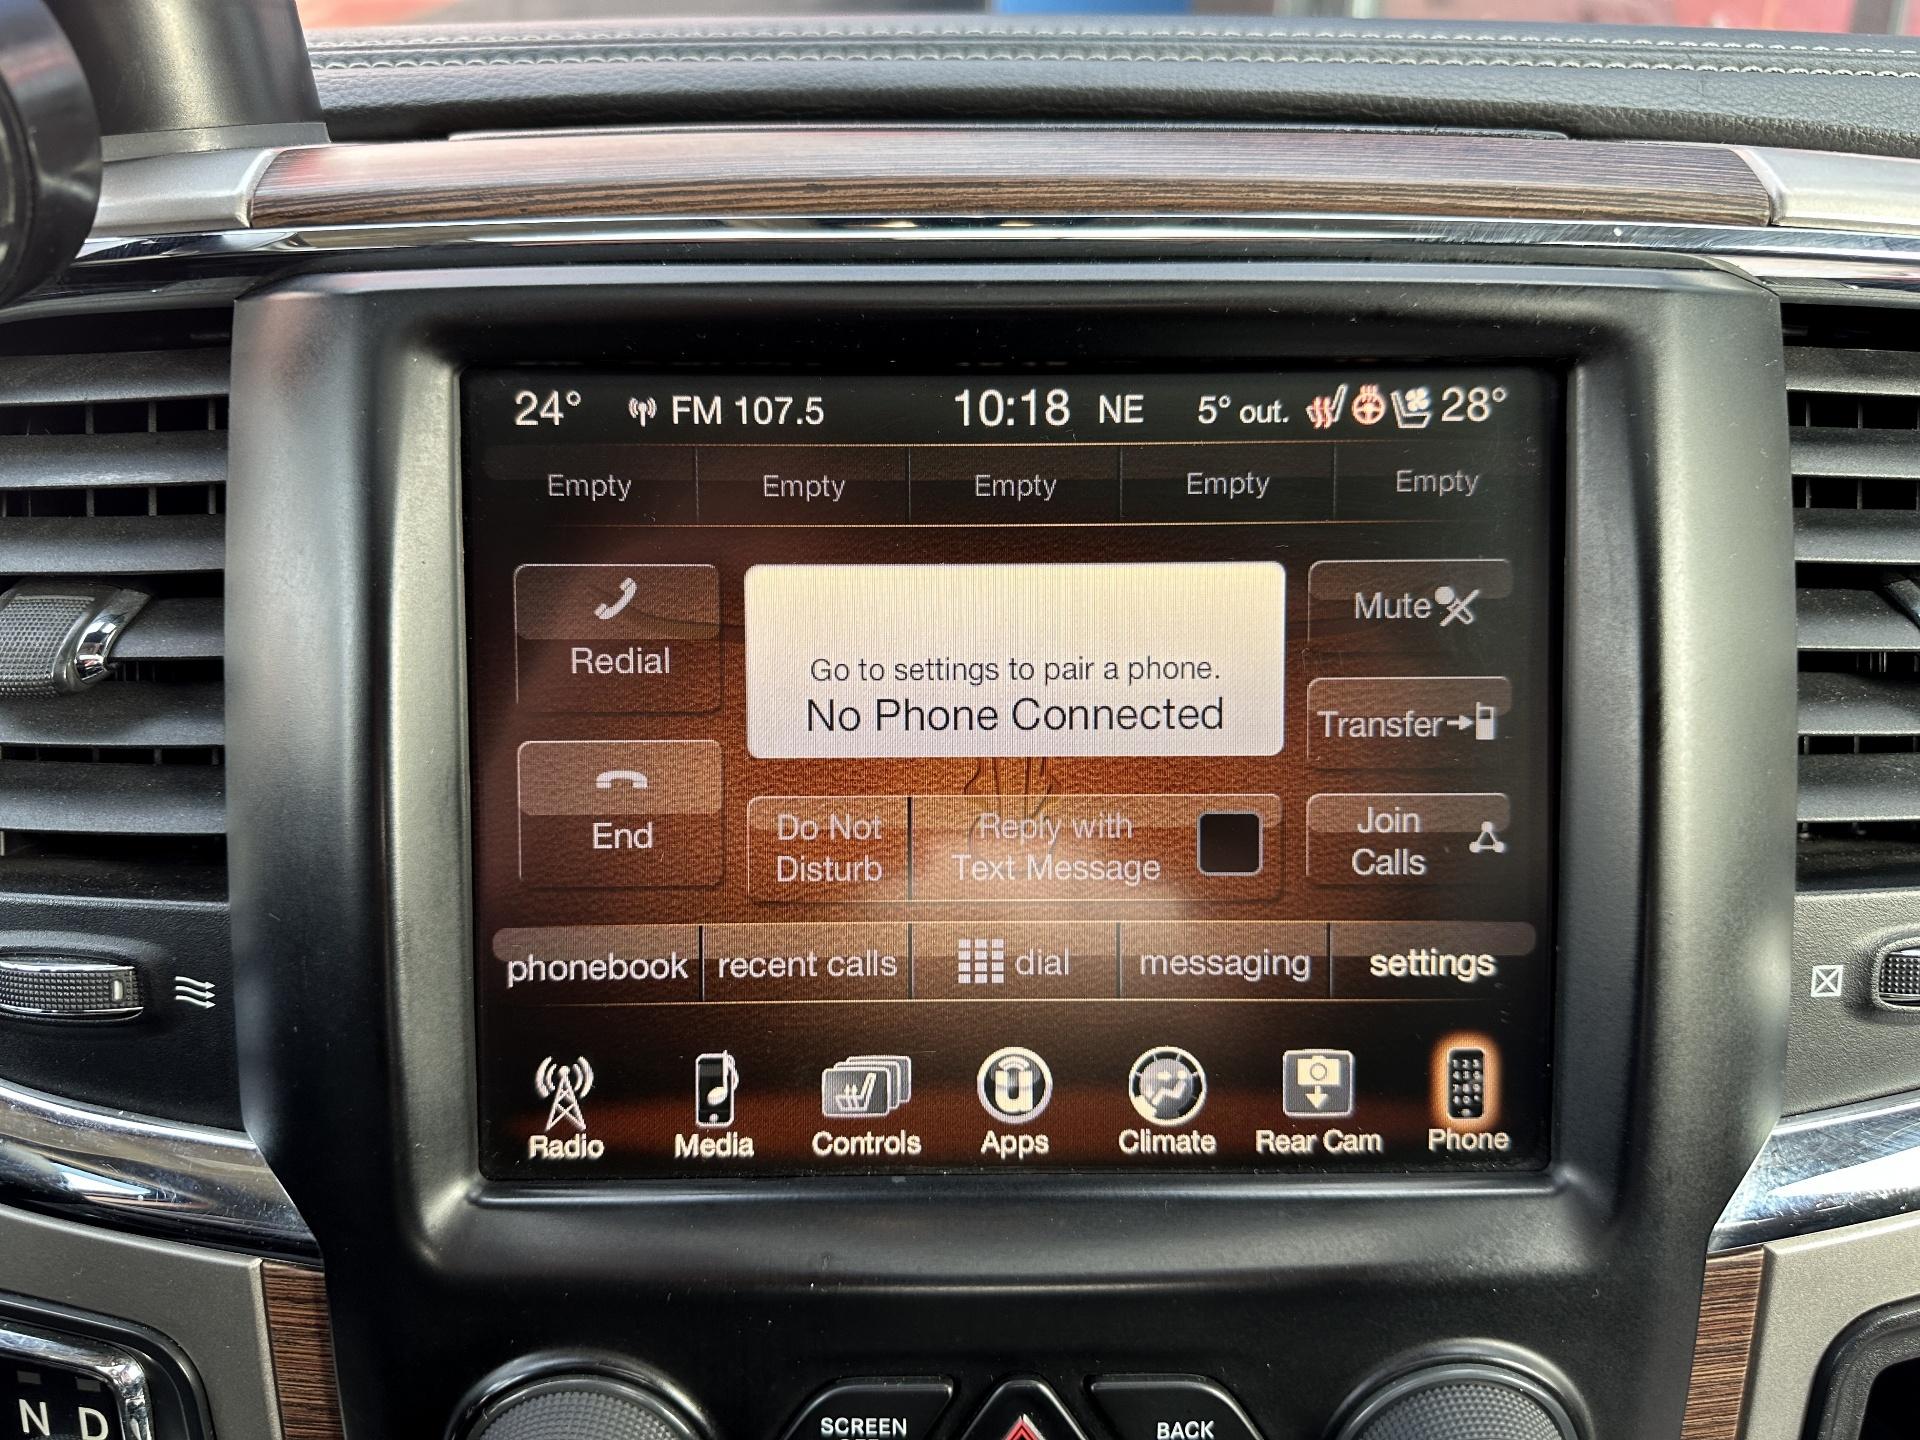 24° FM 107.5 10:18 NE 5° out. 28°
Empty Empty Empty Empty Empty
Redial
Go to settings to pair a phone.
No Phone Connected
Mute
Transfer
End
Do Not
Disturb
Reply with
Text Message
Join
Calls
phonebook recent calls dial messaging settings
Radio Media Controls Apps Climate Rear Cam Phone
N D
SCREEN
BACK